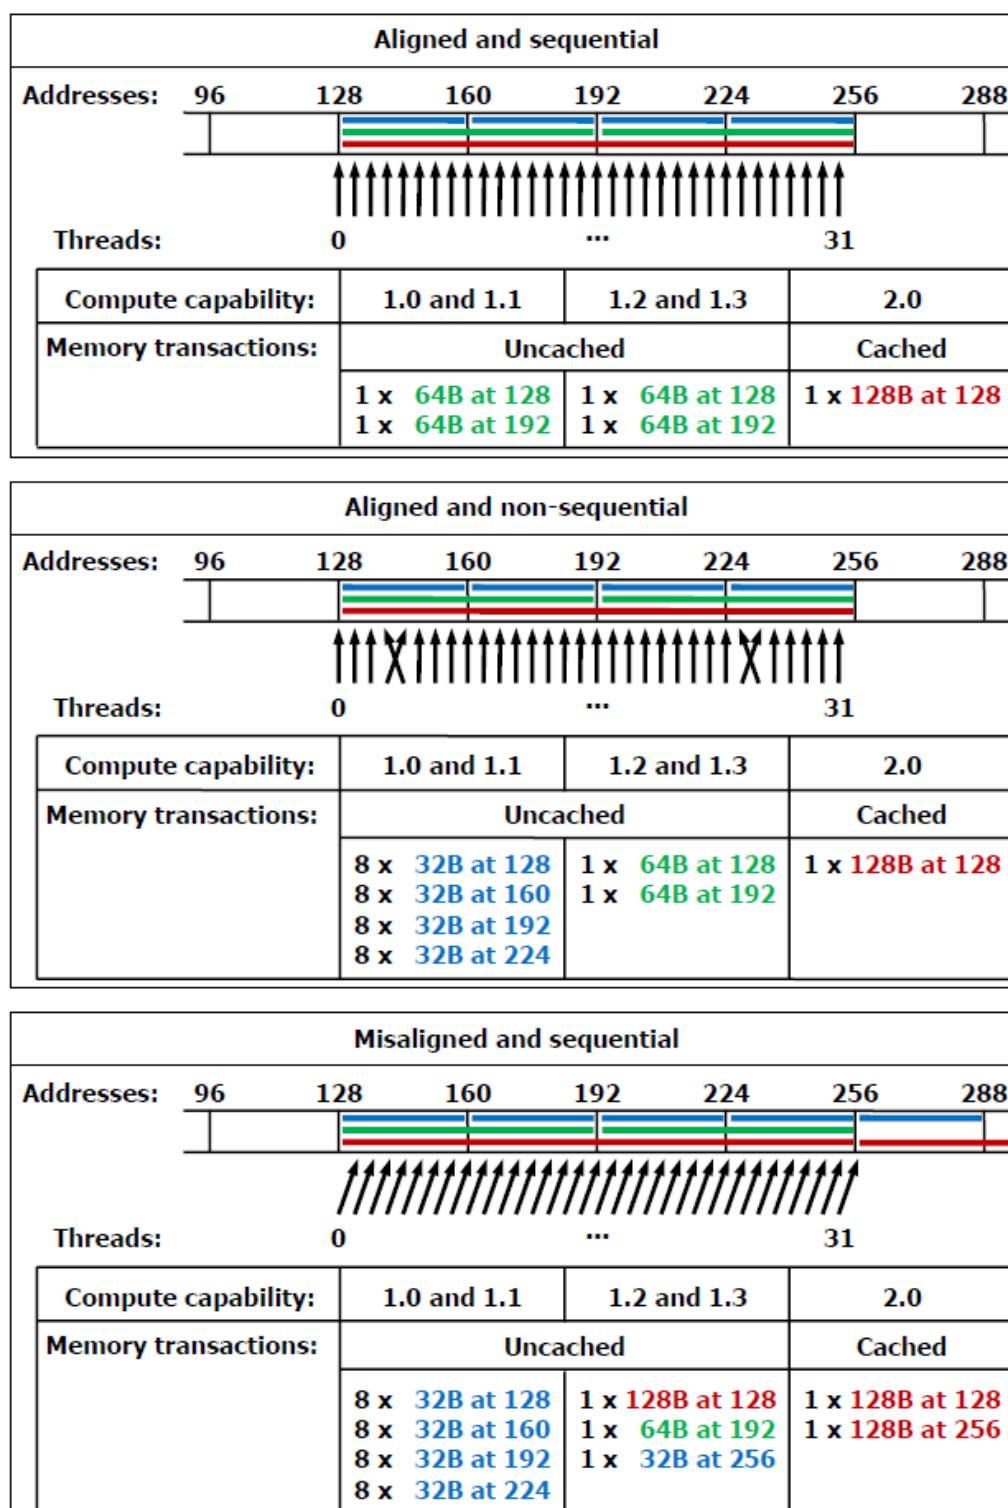 Aligned and sequential
Addresses: 96 128 160 192 224 256 288
Threads: 0 ... 31
Compute capability: 1.0 and 1.1 1.2 and 1.3 2.0
Memory transactions: Uncached Cached
1 x 64B at 128 1 x 64B at 128 1 x 128B at 128
1 x 64B at 192 1 x 64B at 192
Aligned and non-sequential
Addresses: 96 128 160 192 224 256 288
Threads: 0 ... 31
Compute capability: 1.0 and 1.1 1.2 and 1.3 2.0
Memory transactions: Uncached Cached
8 x 32B at 128 1 x 64B at 128 1 x 128B at 128
8 x 32B at 160 1 x 64B at 192
8 x 32B at 192
8 x 32B at 224
Misaligned and sequential
Addresses: 96 128 160 192 224 256 288
Threads: 0 ... 31
Compute capability: 1.0 and 1.1 1.2 and 1.3 2.0
Memory transactions: Uncached Cached
8 x 32B at 128 1 x 128B at 128 1 x 128B at 128
8 x 32B at 160 1 x 64B at 192 1 x 128B at 256
8 x 32B at 192 1 x 32B at 256
8 x 32B at 224